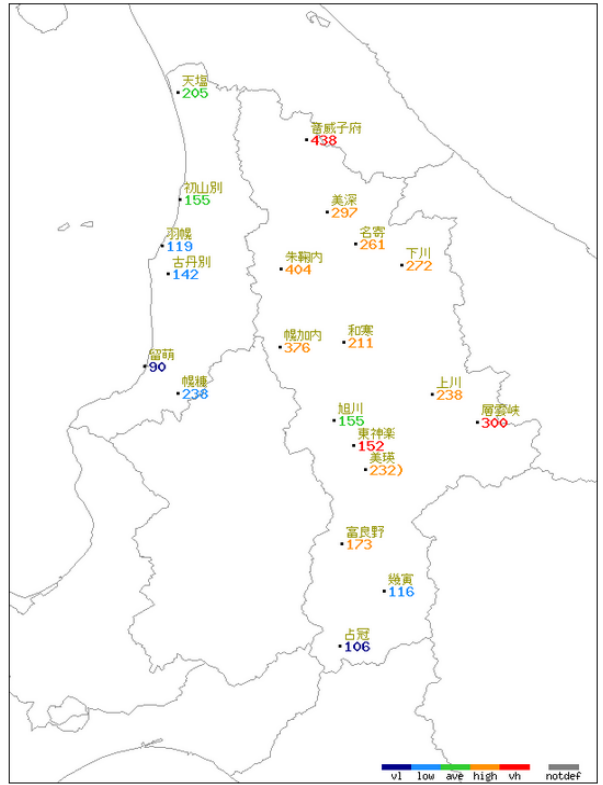 天塩
205
音威子府
438
初山別
155
美深
297
羽幌
119
名寄
261
古丹別
142
下川
272
朱鞠内
404
幌加内
376
和寒
211
留萌
90
幌糠
238
上川
238
旭川
155
層雲峡
300
東神楽
152
美瑛
232)
富良野
173
幾寅
116
占冠
106
vl low ave high vh notdef